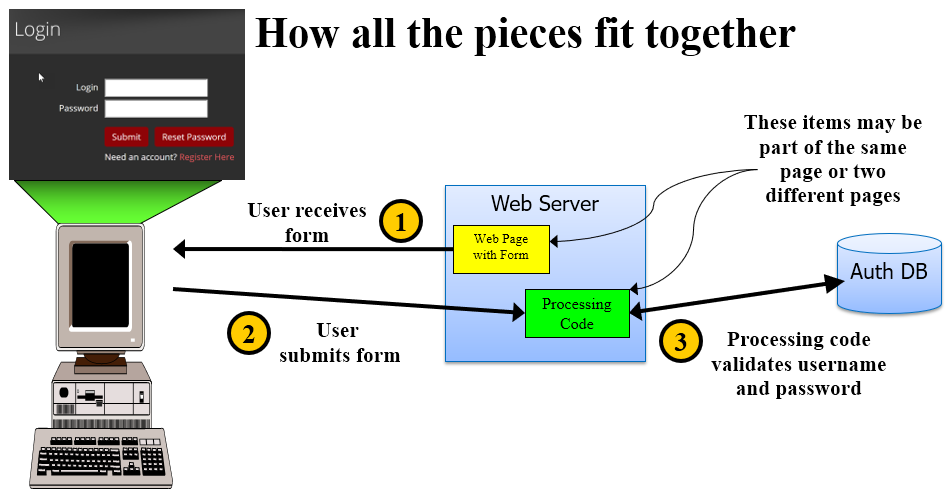 Login
How all the pieces fit together
Login
Password
Submit
Reset Password
Need an account? Register Here
These items may be
part of the same
page or two
different pages
User receives
form
1
Web Server
Web Page
with Form
Auth DB
Processing
Code
2
User
submits form
3
Processing code
validates username
and password